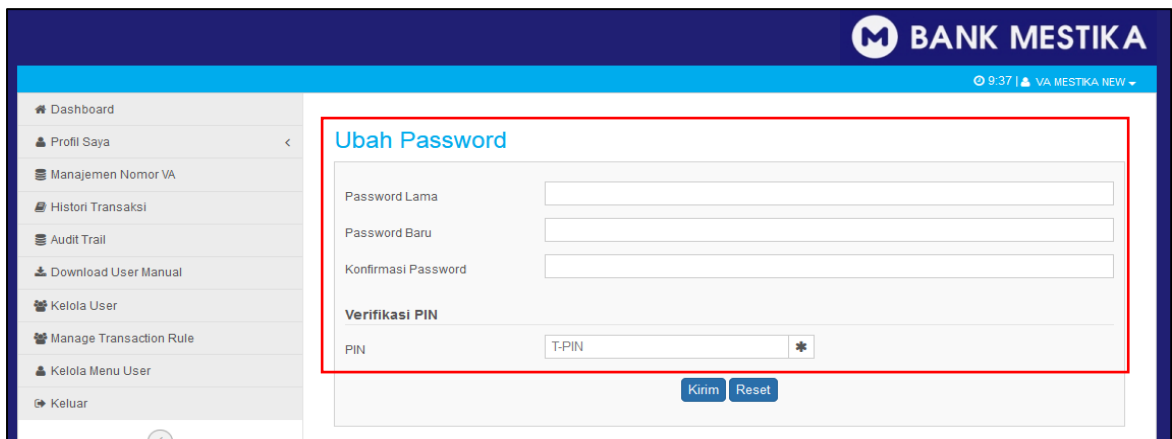 BANK MESTIKA
9:37 | VA MESTIKA NEW
Dashboard
Profil Saya
Manajemen Nomor VA
Histori Transaksi
Audit Trail
Download User Manual
Kelola User
Manage Transaction Rule
Kelola Menu User
Keluar
Ubah Password
Password Lama
Password Baru
Konfirmasi Password
Verifikasi PIN
PIN
T-PIN
Kirim Reset